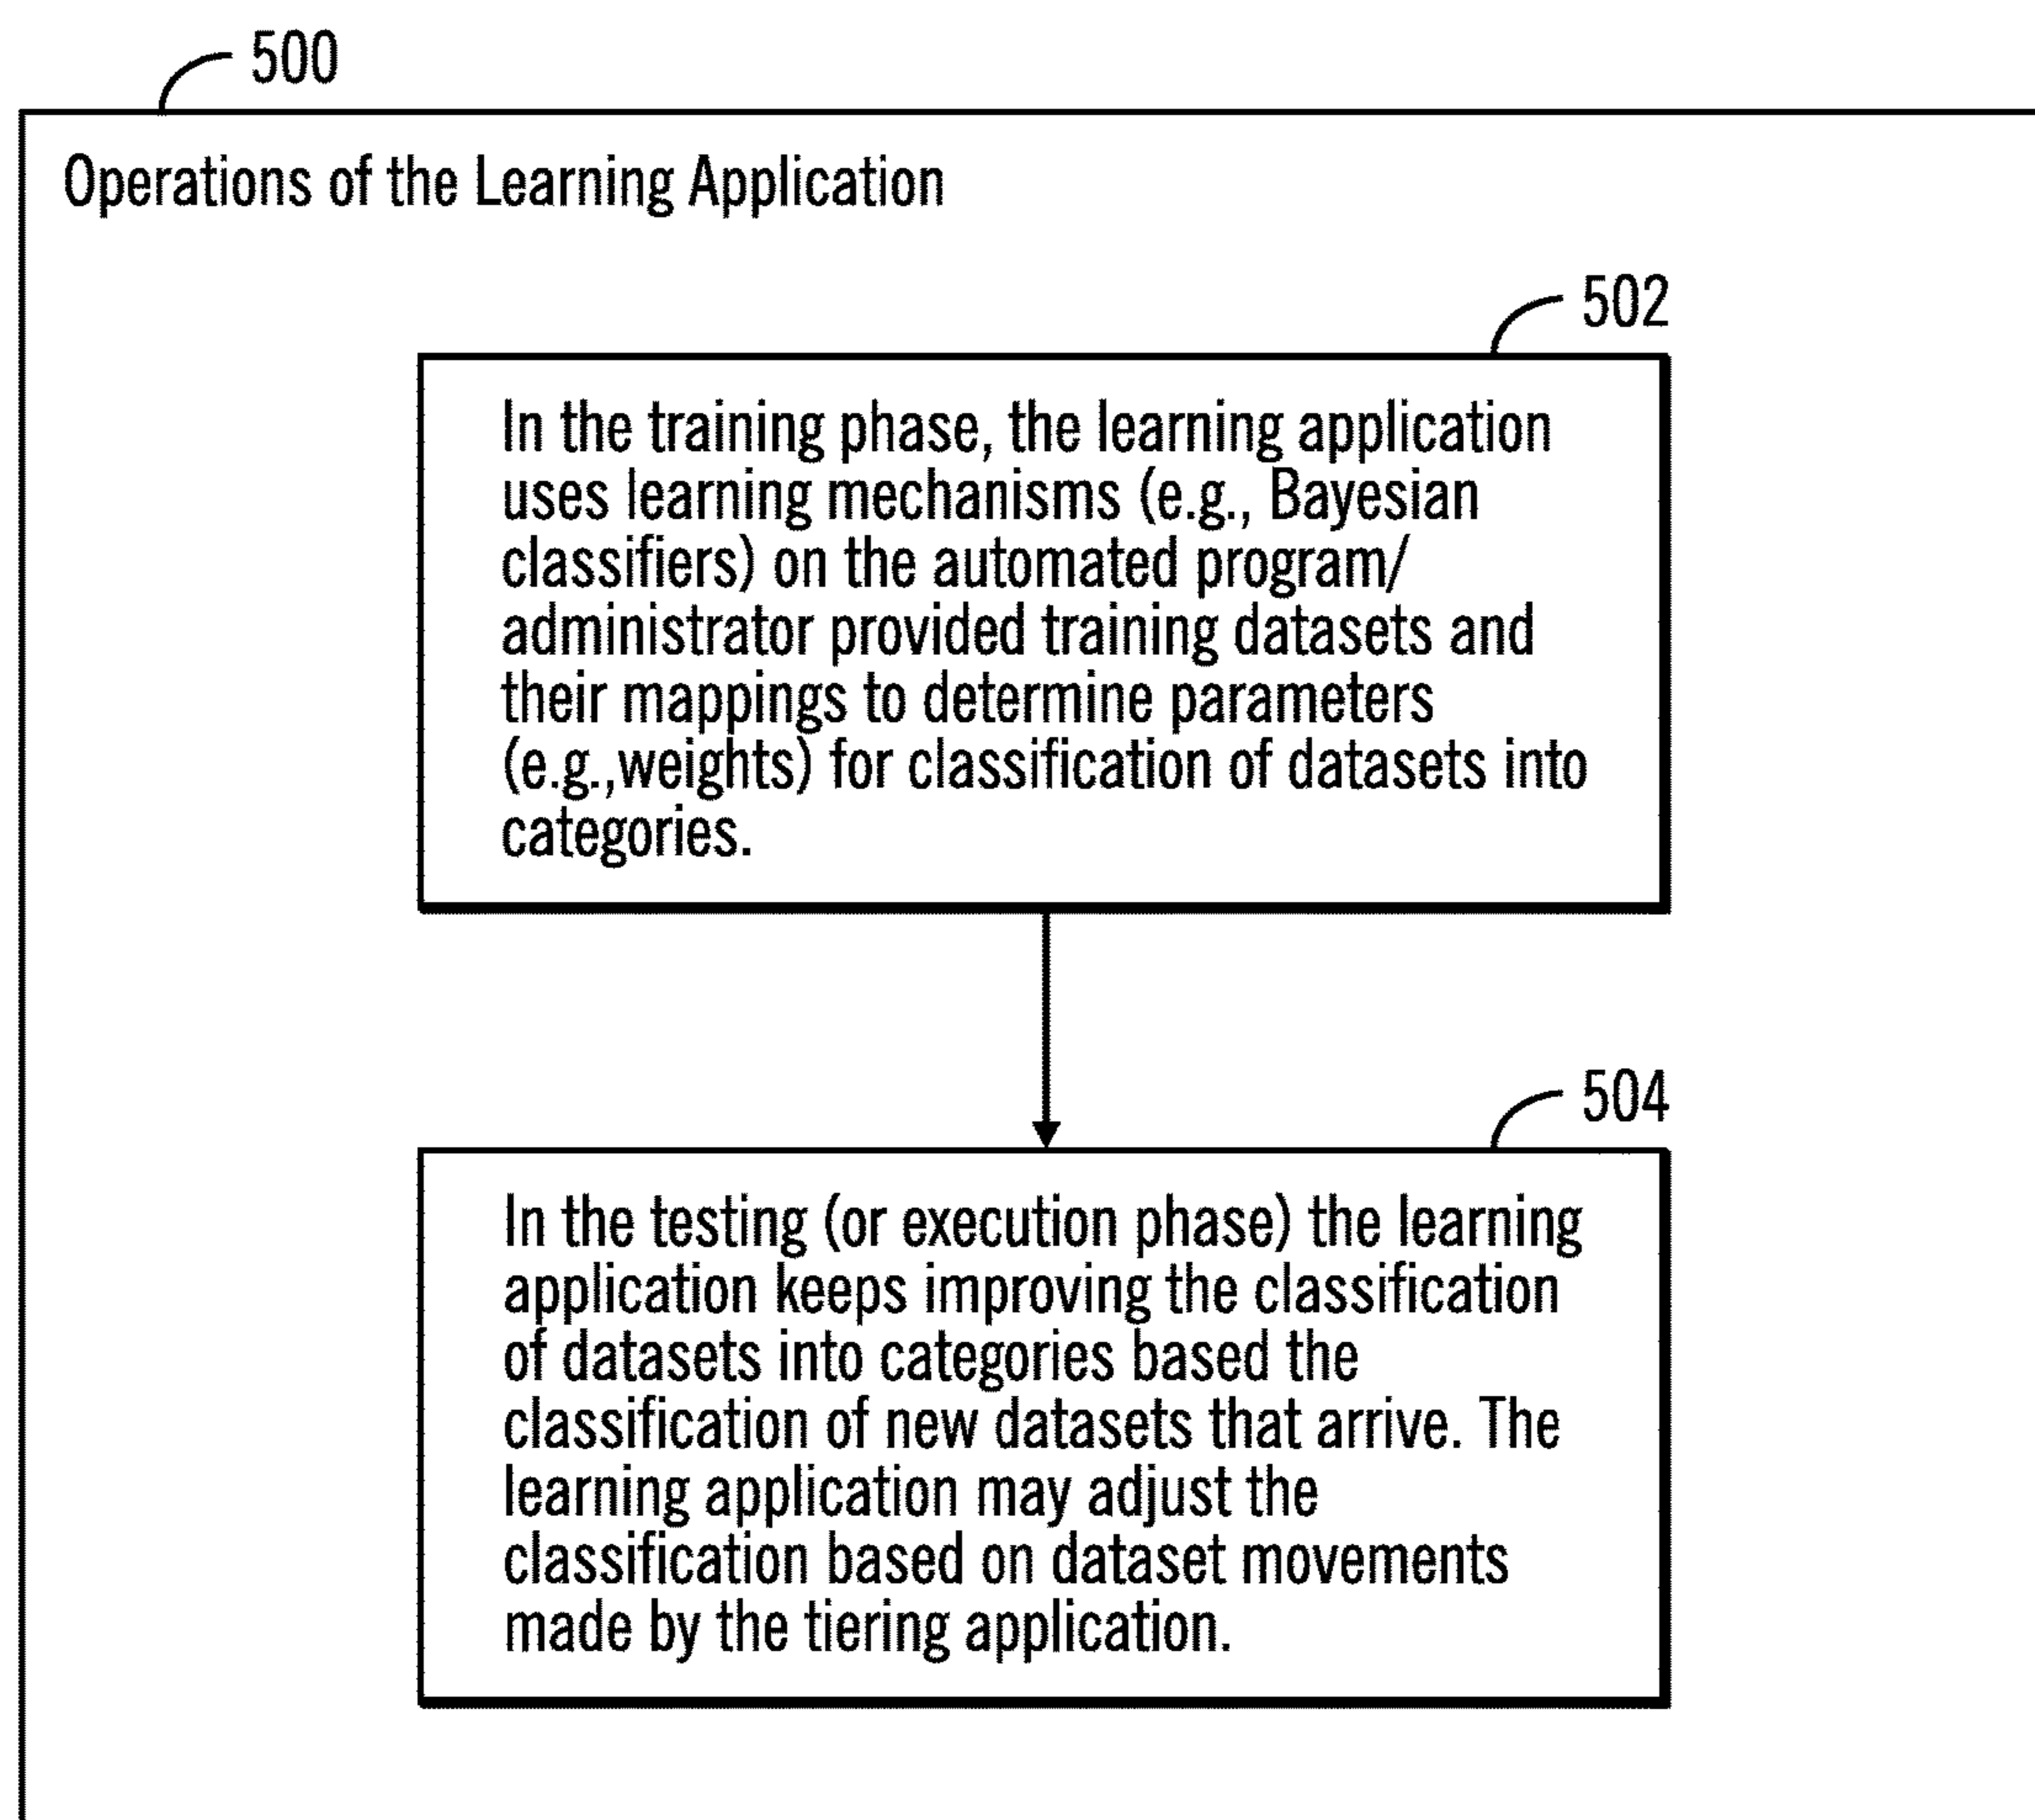 500
Operations of the Learning Application
502
In the training phase, the learning application
uses learning mechanisms (e.g., Bayesian
classifiers) on the automated program/
administrator provided training datasets and
their mappings to determine parameters
(e.g.,weights) for classification of datasets into
categories.
504
In the testing (or execution phase) the learning
application keeps improving the classification
of datasets into categories based the
classification of new datasets that arrive. The
learning application may adjust the
classification based on dataset movements
made by the tiering application.